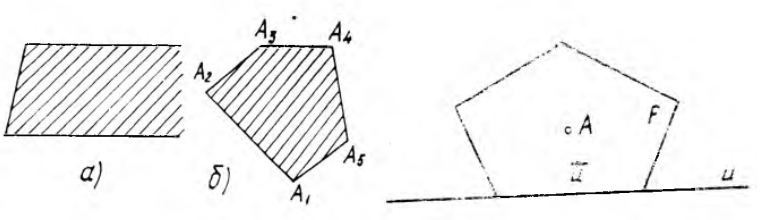 A₃ A₄
A₂
A₅
A₁
а) б)
F
A
ū u